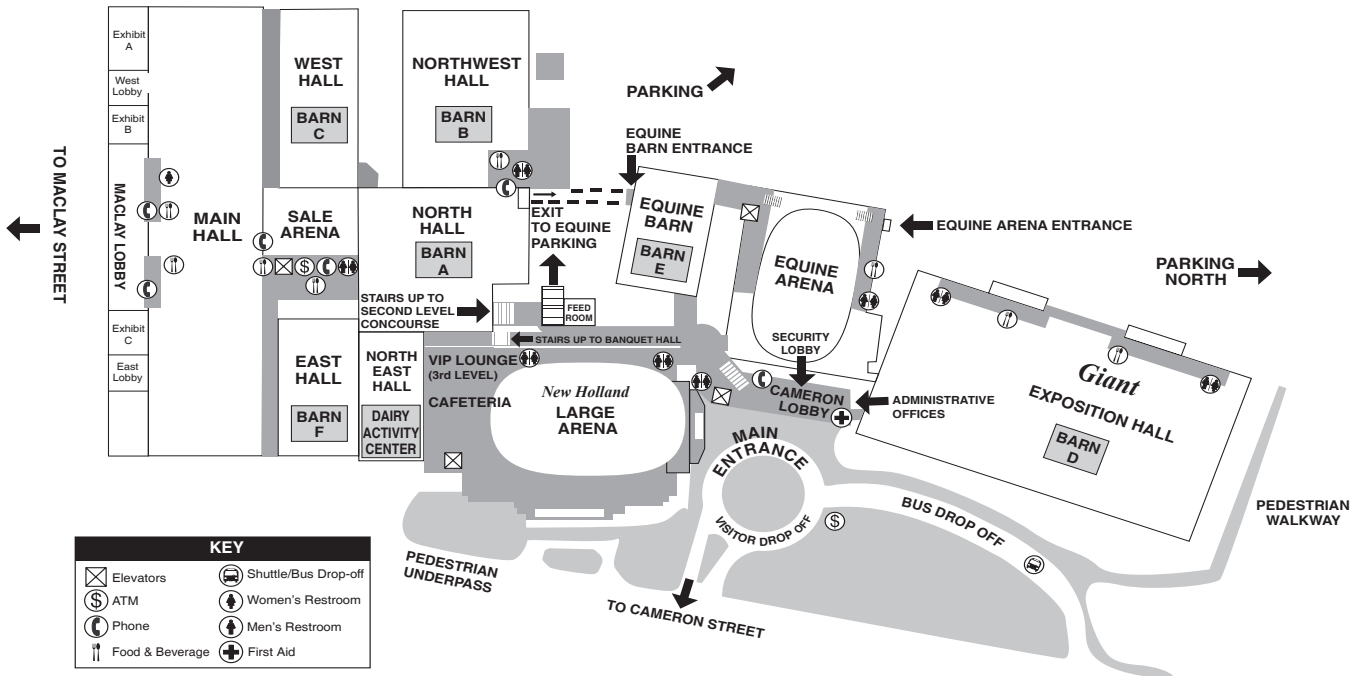 Exhibit
A
West
Lobby
Exhibit
B
MACLAY LOBBY
Exhibit
C
East
Lobby
TO MACLAY STREET
MAIN
HALL
WEST
HALL
BARN
C
NORTHWEST
HALL
BARN
B
SALE
ARENA
NORTH
HALL
BARN
A
EAST
HALL
BARN
F
NORTH
EAST
HALL
DAIRY
ACTIVITY
CENTER
STAIRS UP TO
SECOND LEVEL
CONCOURSE
EXIT
TO EQUINE
PARKING
FEED
ROOM
STAIRS UP TO BANQUET HALL
VIP LOUNGE
(3rd LEVEL)
CAFETERIA
New Holland
LARGE
ARENA
PARKING
EQUINE
BARN ENTRANCE
EQUINE
BARN
BARN
E
EQUINE
ARENA
EQUINE ARENA ENTRANCE
PARKING
NORTH
SECURITY
LOBBY
CAMERON
LOBBY
ADMINISTRATIVE
OFFICES
Giant
EXPOSITION HALL
BARN
D
MAIN
ENTRANCE
VISITOR DROP OFF
$
$
BUS DROP OFF
PEDESTRIAN
WALKWAY
PEDESTRIAN
UNDERPASS
TO CAMERON STREET
KEY
Elevators
$ ATM
Phone
Food & Beverage
Shuttle/Bus Drop-off
Women's Restroom
Men's Restroom
First Aid